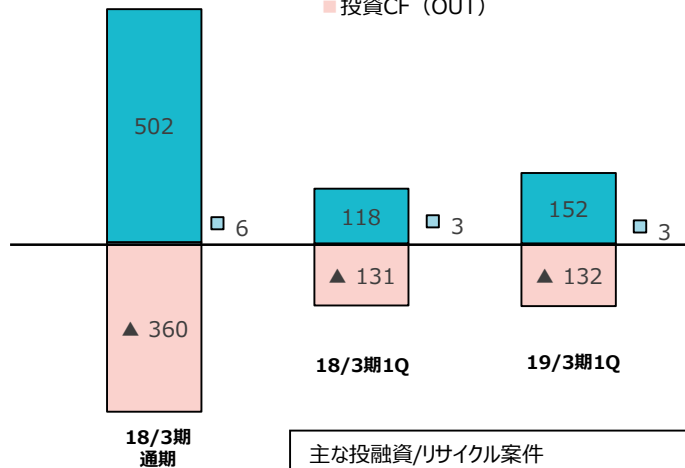 ■投資CF（OUT）
502
6
118
3
152
3
▲ 360
▲ 131
▲ 132
18/3期1Q
19/3期1Q
18/3期
通期
主な投融資/リサイクル案件